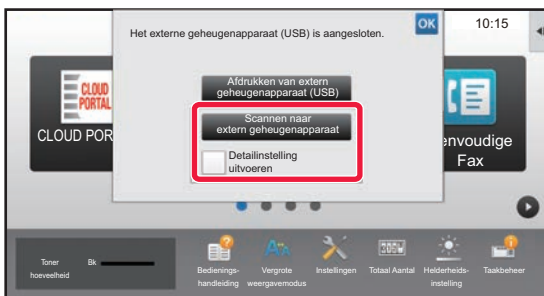 Het externe geheugenapparaat (USB) is aangesloten.
OK
10:15
Afdrukken van extern
geheugenapparaat (USB)
Scannen naar
extern geheugenapparaat
Detailinstelling
uitvoeren
CLOUD
PORTAL
CLOUD POR
envoudige
Fax
Toner
hoeveelheid
Bk
Bedienings-
handleiding
Vergrote
weergavemodus
Instellingen
Totaal Aantal
Helderheids-
instelling
Taakbeheer